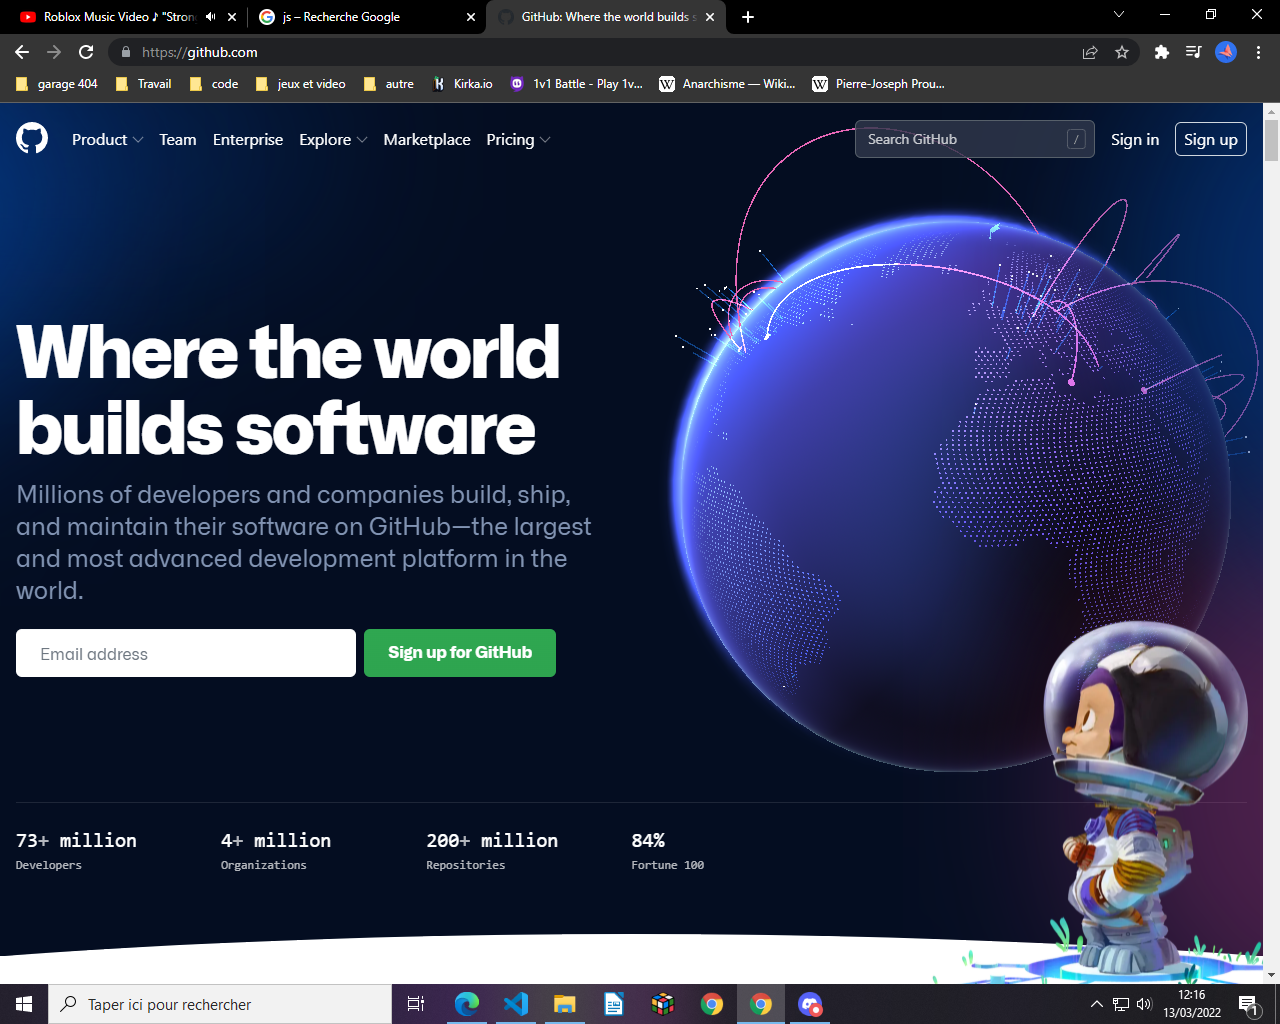 Roblox Music Video ♪ "Stron
js – Recherche Google
GitHub: Where the world builds s
https://github.com
garage 404
Travail
code
jeux et video
autre
Kirka.io
1v1 Battle - Play 1v...
Anarchisme — Wiki...
Pierre-Joseph Prou...
Product
Team
Enterprise
Explore
Marketplace
Pricing
Search GitHub /
Sign in
Sign up
Where the world
builds software
Millions of developers and companies build, ship,
and maintain their software on GitHub—the largest
and most advanced development platform in the
world.
Email address
Sign up for GitHub
73+ million
Developers
4+ million
Organizations
200+ million
Repositories
84%
Fortune 100
Taper ici pour rechercher
12:16
13/03/2022
1